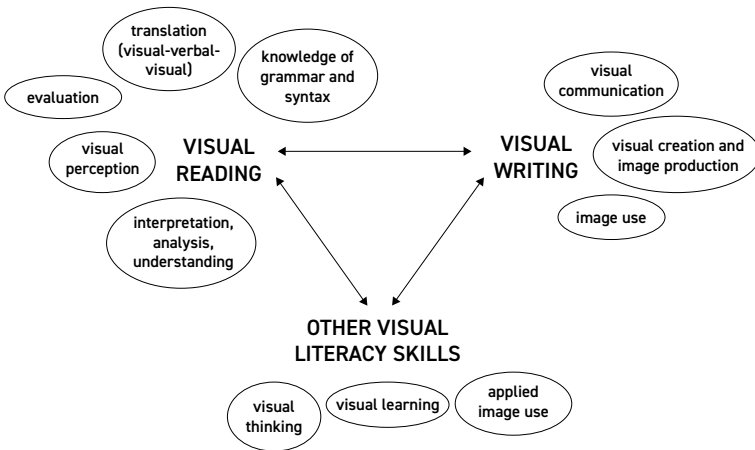 translation
(visual-verbal-
visual)
knowledge of
grammar and
syntax
evaluation
visual
perception
VISUAL
READING
interpretation,
analysis,
understanding
visual
communication
VISUAL
WRITING
visual creation and
image production
image use
OTHER VISUAL
LITERACY SKILLS
visual
thinking
visual learning
applied
image use